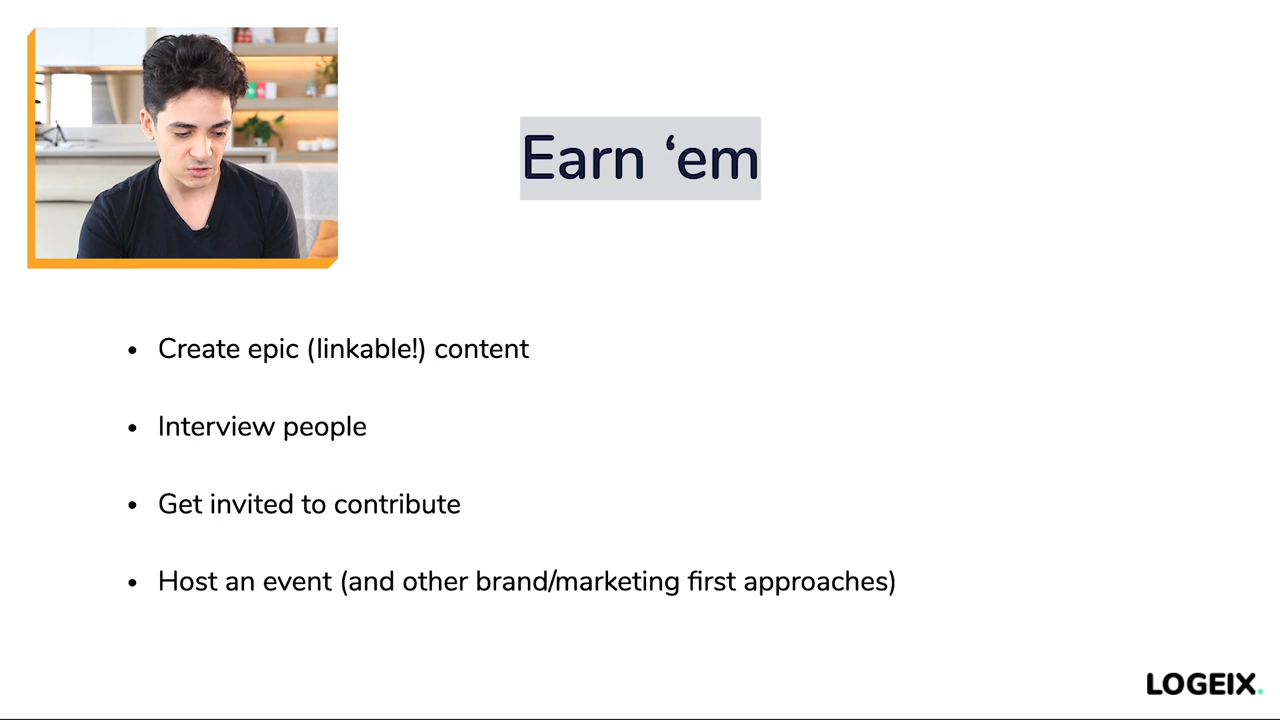 Earn ‘em
• Create epic (linkable!) content
• Interview people
• Get invited to contribute
• Host an event (and other brand/marketing first approaches)
LOGEIX.